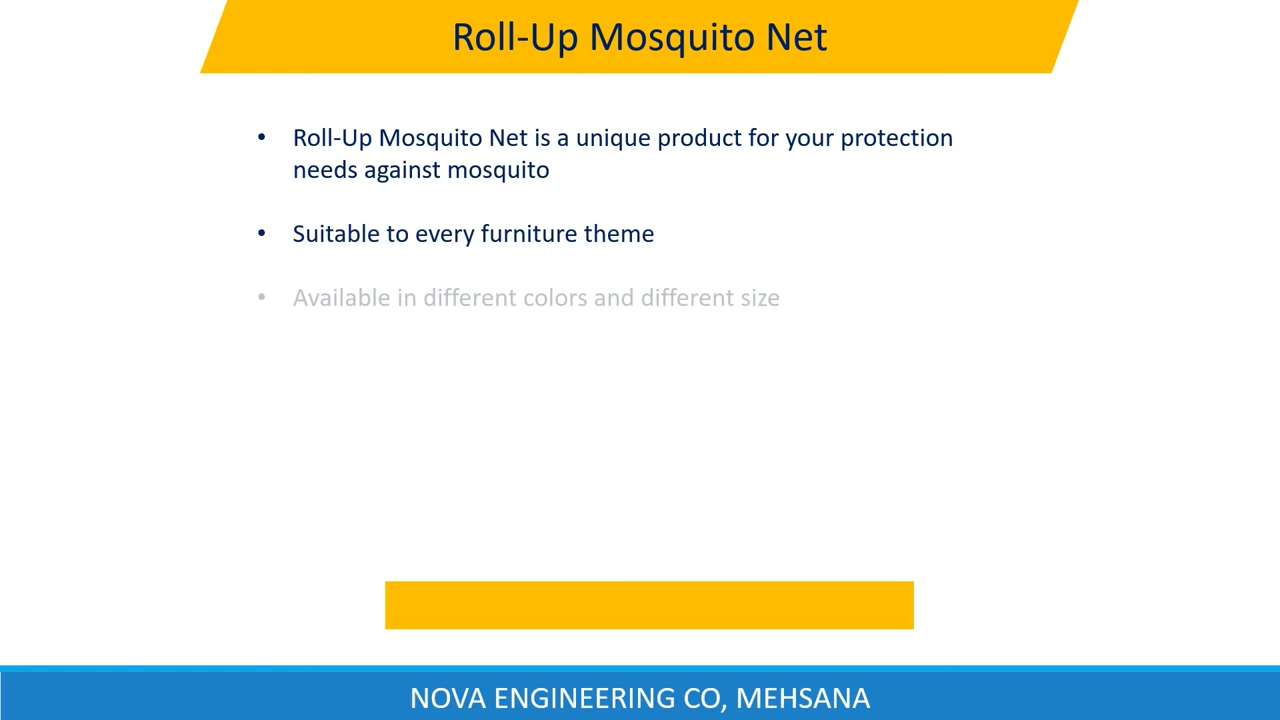 Roll-Up Mosquito Net
• Roll-Up Mosquito Net is a unique product for your protection
needs against mosquito
• Suitable to every furniture theme
• Available in different colors and different size
NOVA ENGINEERING CO, MEHSANA